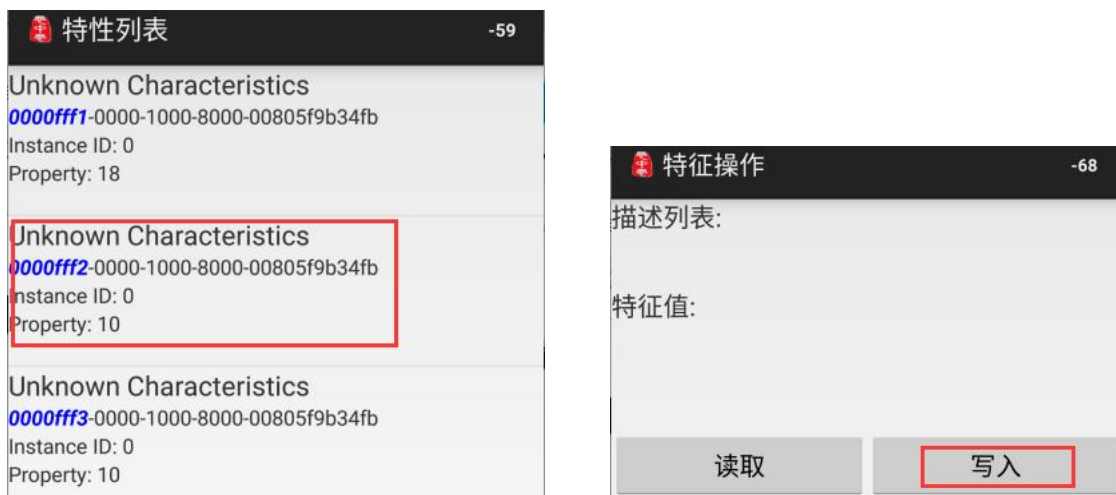 特性列表
-59
Unknown Characteristics
0000fff1-0000-1000-8000-00805f9b34fb
Instance ID: 0
Property: 18
Unknown Characteristics
0000fff2-0000-1000-8000-00805f9b34fb
Instance ID: 0
Property: 10
Unknown Characteristics
0000fff3-0000-1000-8000-00805f9b34fb
Instance ID: 0
Property: 10
特征操作
-68
描述列表:
特征值:
读取
写入